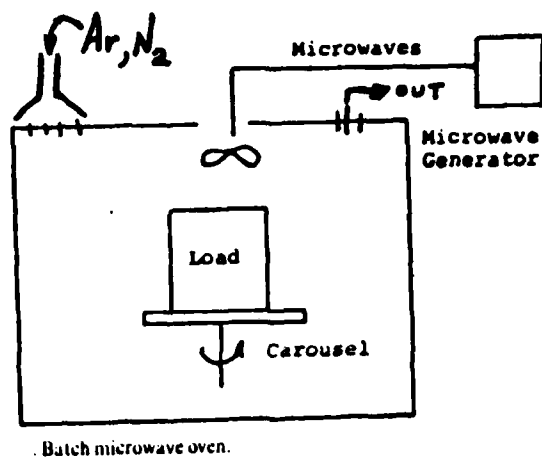 Ar, N₂
Microwaves
OUT
Microwave
Generator
Load
Carousel
. Batch microwave oven.